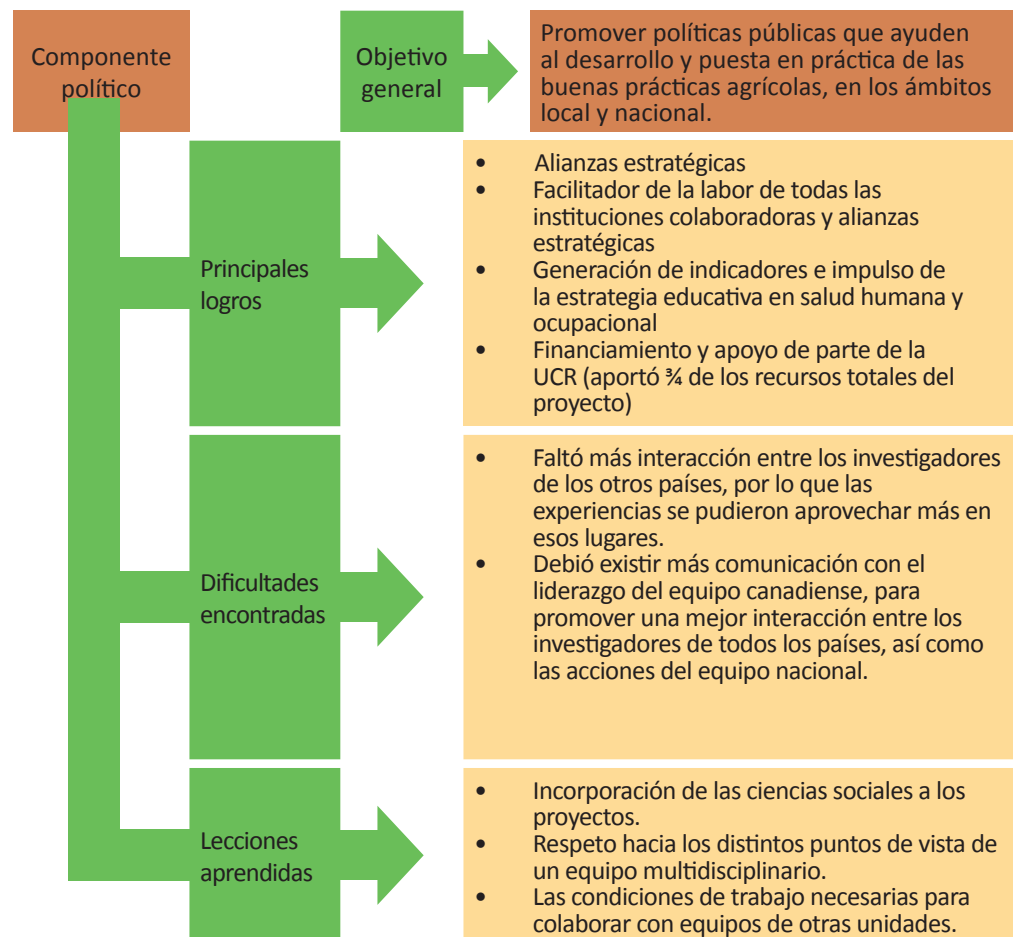 Componente
político
Objetivo
general
Promover políticas públicas que ayuden
al desarrollo y puesta en práctica de las
buenas prácticas agrícolas, en los ámbitos
local y nacional.
Principales
logros
• Alianzas estratégicas
• Facilitador de la labor de todas las
instituciones colaboradoras y alianzas
estratégicas
• Generación de indicadores e impulso de
la estrategia educativa en salud humana y
ocupacional
• Financiamiento y apoyo de parte de la
UCR (aportó ¾ de los recursos totales del
proyecto)
Dificultades
encontradas
• Faltó más interacción entre los investigadores
de los otros países, por lo que las
experiencias se pudieron aprovechar más en
esos lugares.
• Debió existir más comunicación con el
liderazgo del equipo canadiense, para
promover una mejor interacción entre los
investigadores de todos los países, así como
las acciones del equipo nacional.
Lecciones
aprendidas
• Incorporación de las ciencias sociales a los
proyectos.
• Respeto hacia los distintos puntos de vista de
un equipo multidisciplinario.
• Las condiciones de trabajo necesarias para
colaborar con equipos de otras unidades.